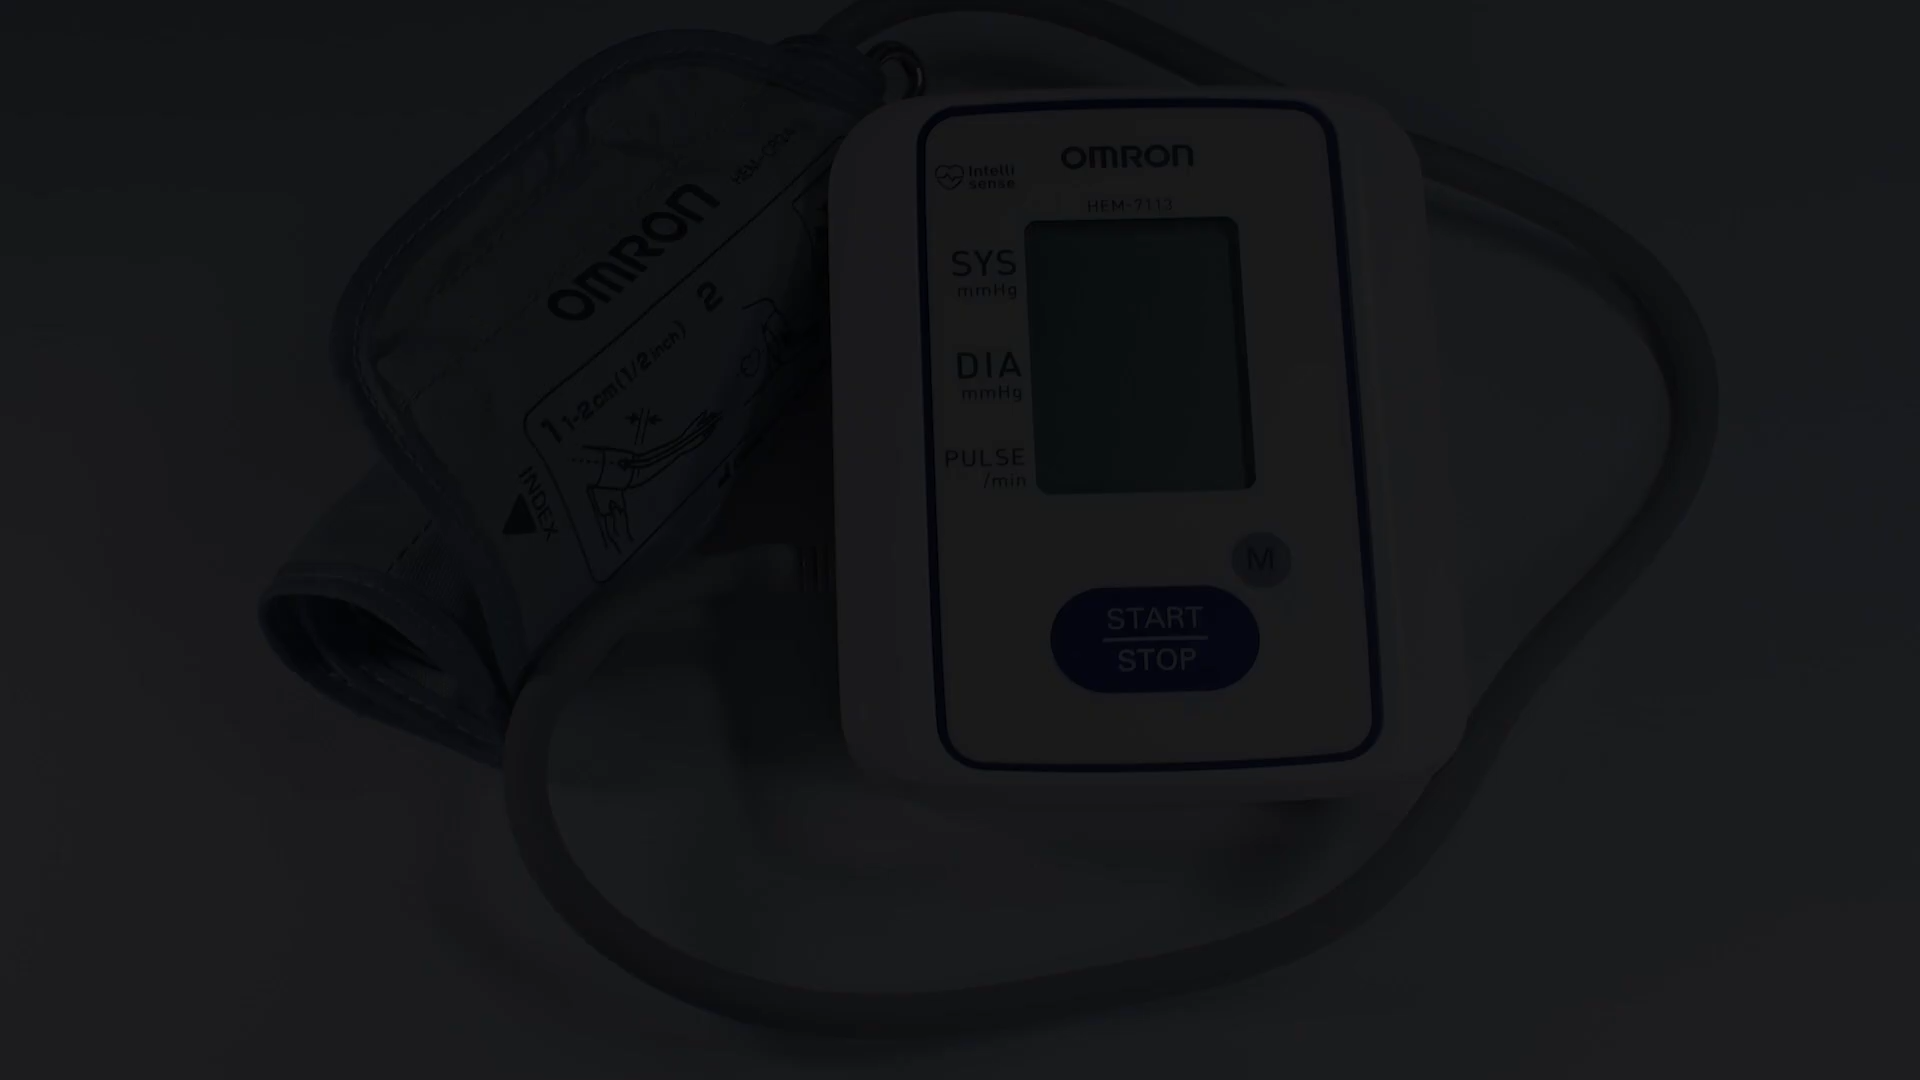 OMRON
HEM-7113
Intelli
sense
SYS
mmHg
DIA
mmHg
PULSE
/min
M
START
STOP
OMRON
2
1 1-2cm(1/2inch)
INDEX